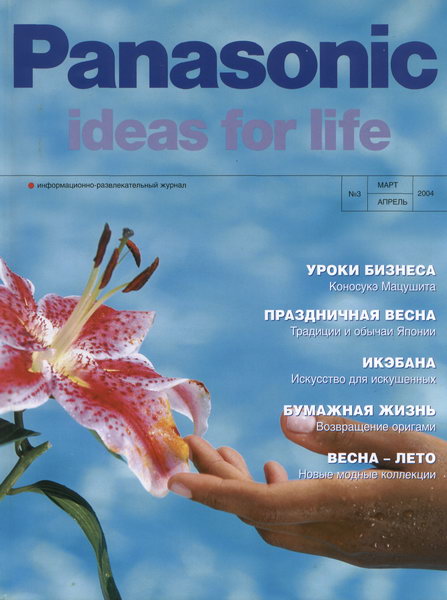 Panasonic
ideas for life
информационно-развлекательный журнал
№3
МАРТ
АПРЕЛЬ
2004
УРОКИ БИЗНЕСА
Коносукэ Мацушита
ПРАЗДНИЧНАЯ ВЕСНА
Традиции и обычаи Японии
ИКЭБАНА
Искусство для искушенных
БУМАЖНАЯ ЖИЗНЬ
Возвращение оригами
ВЕСНА – ЛЕТО
Новые модные коллекции